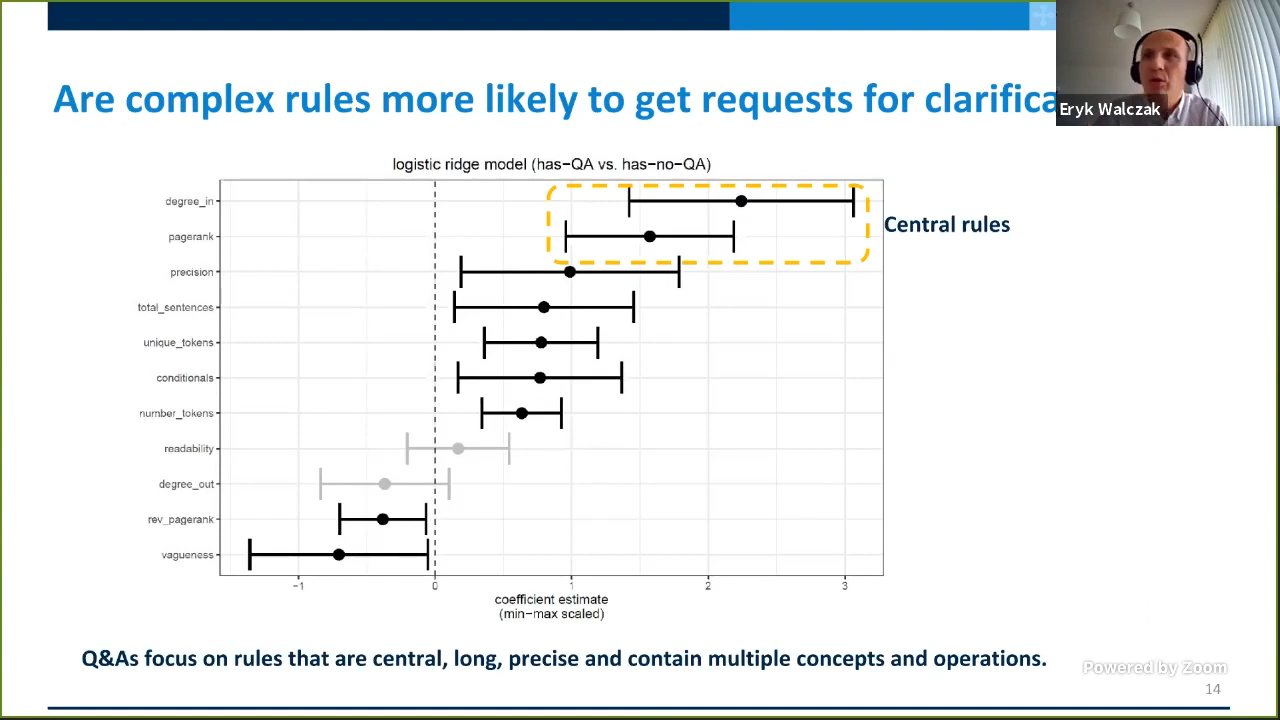 Are complex rules more likely to get requests for clarifica
Eryk Walczak
logistic ridge model (has-QA vs. has-no-QA)
degree_in
pagerank
precision
total_sentences
unique_tokens
conditionals
number_tokens
readability
degree_out
rev_pagerank
vagueness
Central rules
−1 0 1 2 3
coefficient estimate
(min−max scaled)
Q&As focus on rules that are central, long, precise and contain multiple concepts and operations.
Powered by Zoom
14